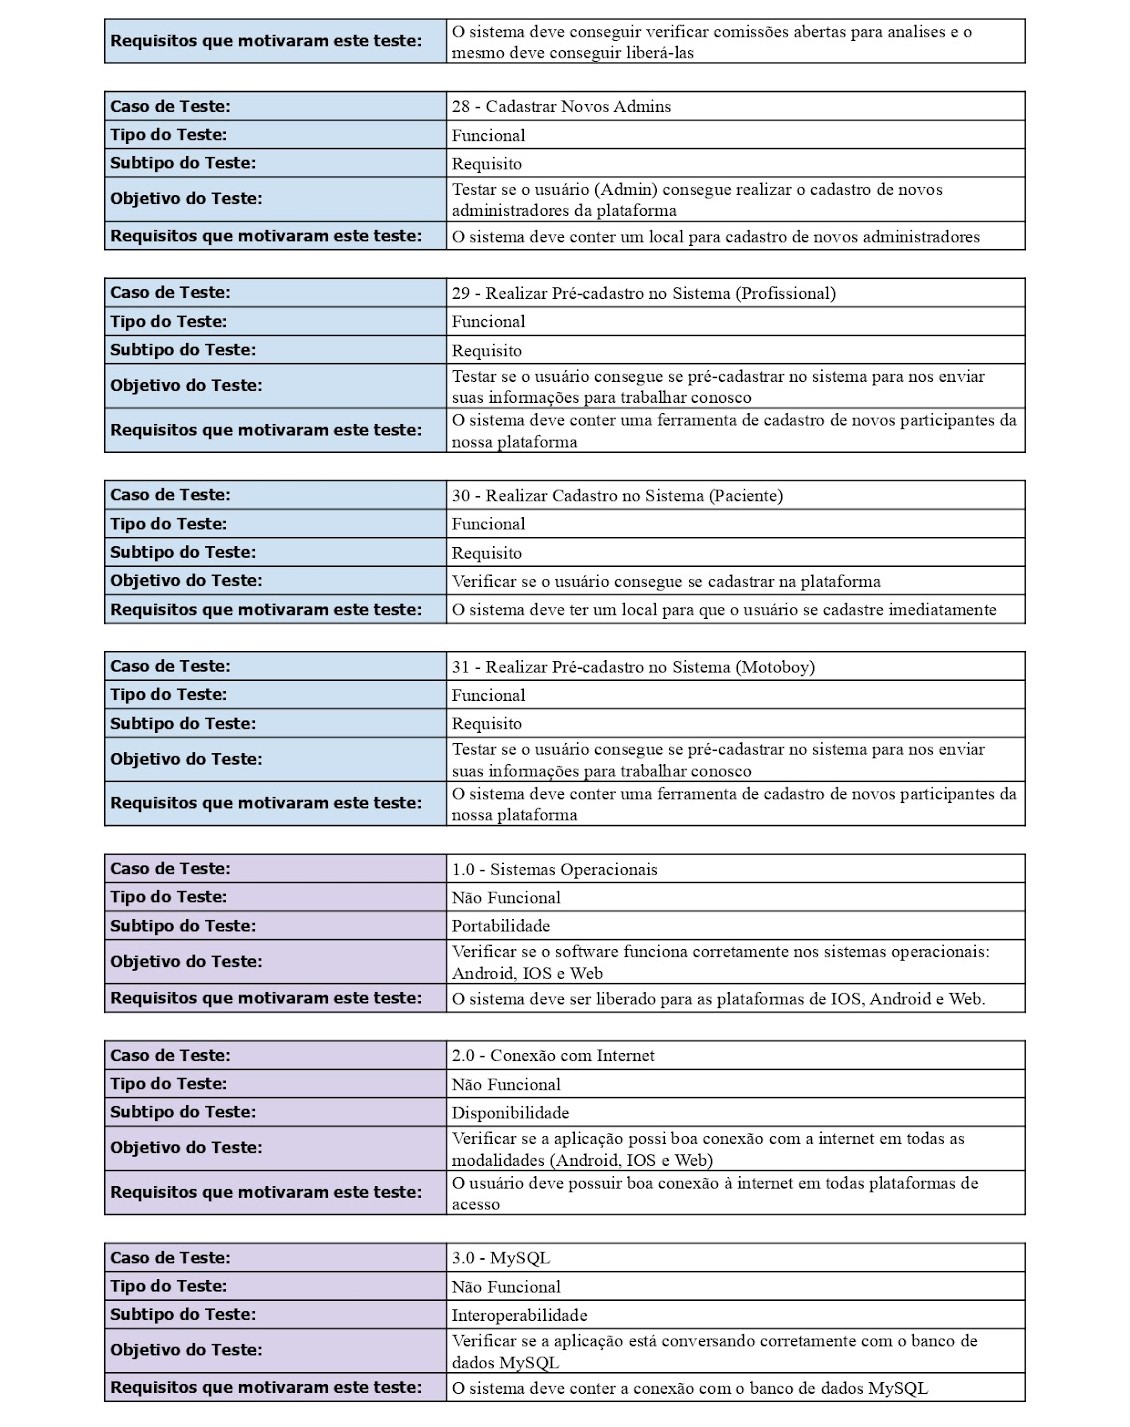 Requisitos que motivaram este teste: O sistema deve conseguir verificar comissões abertas para analises e o
mesmo deve conseguir liberá-las
Caso de Teste: 28 - Cadastrar Novos Admins
Tipo do Teste: Funcional
Subtipo do Teste: Requisito
Objetivo do Teste: Testar se o usuário (Admin) consegue realizar o cadastro de novos
administradores da plataforma
Requisitos que motivaram este teste: O sistema deve conter um local para cadastro de novos administradores
Caso de Teste: 29 - Realizar Pré-cadastro no Sistema (Profissional)
Tipo do Teste: Funcional
Subtipo do Teste: Requisito
Objetivo do Teste: Testar se o usuário consegue se pré-cadastrar no sistema para nos enviar
suas informações para trabalhar conosco
Requisitos que motivaram este teste: O sistema deve conter uma ferramenta de cadastro de novos participantes da
nossa plataforma
Caso de Teste: 30 - Realizar Cadastro no Sistema (Paciente)
Tipo do Teste: Funcional
Subtipo do Teste: Requisito
Objetivo do Teste: Verificar se o usuário consegue se cadastrar na plataforma
Requisitos que motivaram este teste: O sistema deve ter um local para que o usuário se cadastre imediatamente
Caso de Teste: 31 - Realizar Pré-cadastro no Sistema (Motoboy)
Tipo do Teste: Funcional
Subtipo do Teste: Requisito
Objetivo do Teste: Testar se o usuário consegue se pré-cadastrar no sistema para nos enviar
suas informações para trabalhar conosco
Requisitos que motivaram este teste: O sistema deve conter uma ferramenta de cadastro de novos participantes da
nossa plataforma
Caso de Teste: 1.0 - Sistemas Operacionais
Tipo do Teste: Não Funcional
Subtipo do Teste: Portabilidade
Objetivo do Teste: Verificar se o software funciona corretamente nos sistemas operacionais:
Android, IOS e Web
Requisitos que motivaram este teste: O sistema deve ser liberado para as plataformas de IOS, Android e Web.
Caso de Teste: 2.0 - Conexão com Internet
Tipo do Teste: Não Funcional
Subtipo do Teste: Disponibilidade
Objetivo do Teste: Verificar se a aplicação possi boa conexão com a internet em todas as
modalidades (Android, IOS e Web)
Requisitos que motivaram este teste: O usuário deve possuir boa conexão à internet em todas plataformas de
acesso
Caso de Teste: 3.0 - MySQL
Tipo do Teste: Não Funcional
Subtipo do Teste: Interoperabilidade
Objetivo do Teste: Verificar se a aplicação está conversando corretamente com o banco de
dados MySQL
Requisitos que motivaram este teste: O sistema deve conter a conexão com o banco de dados MySQL